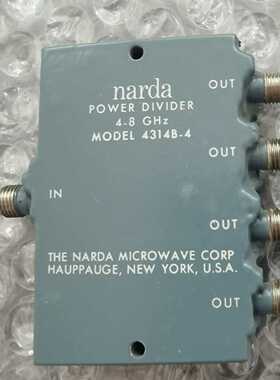 narda
POWER DIVIDER
4-8 GHz
MODEL 4314B-4
OUT
OUT
IN
OUT
THE NARDA MICROWAVE CORP
HAUPPAUGE, NEW YORK, U.S.A.
OUT